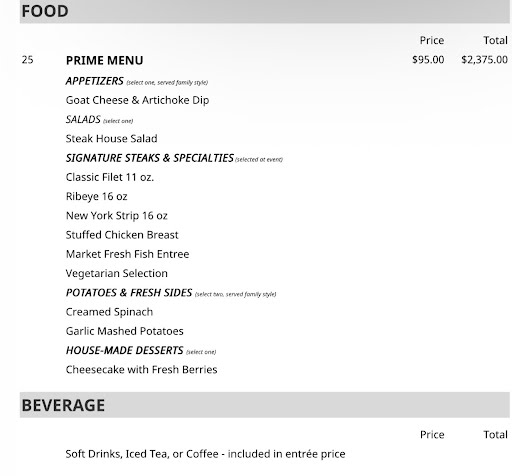 FOOD
Price Total
25 PRIME MENU $95.00 $2,375.00
APPETIZERS (select one, served family style)
Goat Cheese & Artichoke Dip
SALADS (select one)
Steak House Salad
SIGNATURE STEAKS & SPECIALTIES (selected at event)
Classic Filet 11 oz.
Ribeye 16 oz
New York Strip 16 oz
Stuffed Chicken Breast
Market Fresh Fish Entree
Vegetarian Selection
POTATOES & FRESH SIDES (select two, served family style)
Creamed Spinach
Garlic Mashed Potatoes
HOUSE-MADE DESSERTS (select one)
Cheesecake with Fresh Berries
BEVERAGE
Price Total
Soft Drinks, Iced Tea, or Coffee - included in entrée price